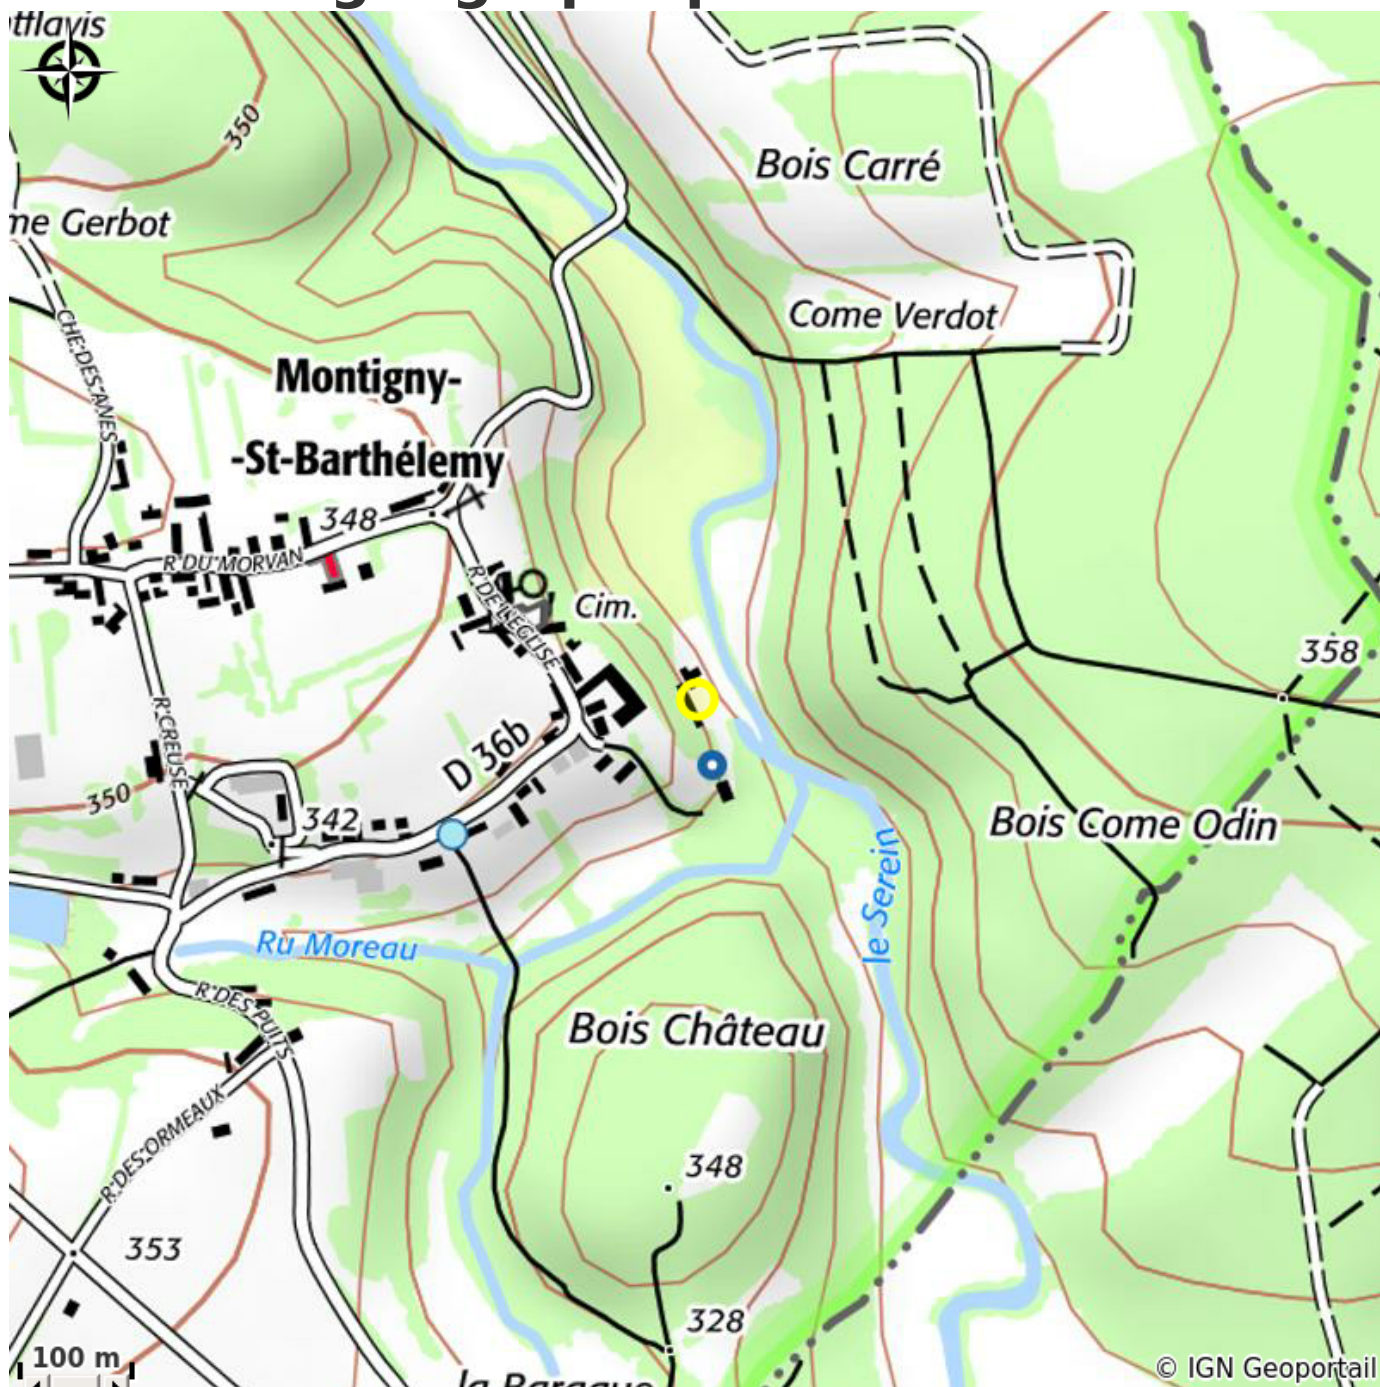 Bois Carré
350
me Gerbot
Come Verdot
CHE DES ANES
Montigny-
-St-Barthélemy
348
R DU MORVAN
R DE L'EGLISE
Cim.
358
R CREUSE
D 36b
350
342
Bois Come Odin
le Serein
Ru Moreau
R DES PUITS
Bois Château
R DES ORMEAUX
348
353
328
100 m
© IGN Geoportail